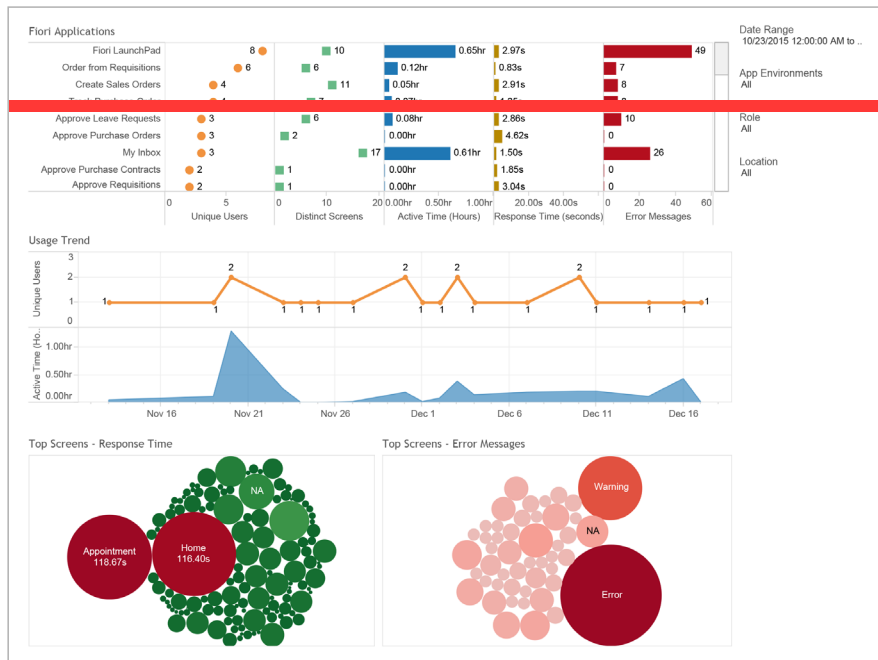 Fiori Applications
Date Range
10/23/2015 12:00:00 AM to ..
Fiori LaunchPad 8 10 0.65hr 2.97s 49
Order from Requisitions 6 6 0.12hr 0.83s 7
App Environments
All
Create Sales Orders 4 11 0.05hr 2.91s 8
Approve Leave Requests 3 6 0.08hr 2.86s 10
Role
All
Approve Purchase Orders 3 2 0.00hr 4.62s 0
My Inbox 3 17 0.61hr 1.50s 26
Location
All
Approve Purchase Contracts 2 1 0.00hr 1.85s 0
Approve Requisitions 2 1 0.00hr 3.04s 0
0 5 0 10 20 0.00hr 0.50hr 1.00hr 20.00s 40.00s 0 20 40 60
Unique Users Distinct Screens Active Time (Hours) Response Time (seconds) Error Messages
Usage Trend
Unique Users
3
2
1
0
1 1 2 1 1 1 1 2 1 1 2 1 1 2 1 1 1 1
Active Time (Ho..
1.00hr
0.50hr
0.00hr
Nov 16 Nov 21 Nov 26 Dec 1 Dec 6 Dec 11 Dec 16
Top Screens - Response Time
NA
Appointment
118.67s
Home
116.40s
Top Screens - Error Messages
Warning
NA
Error